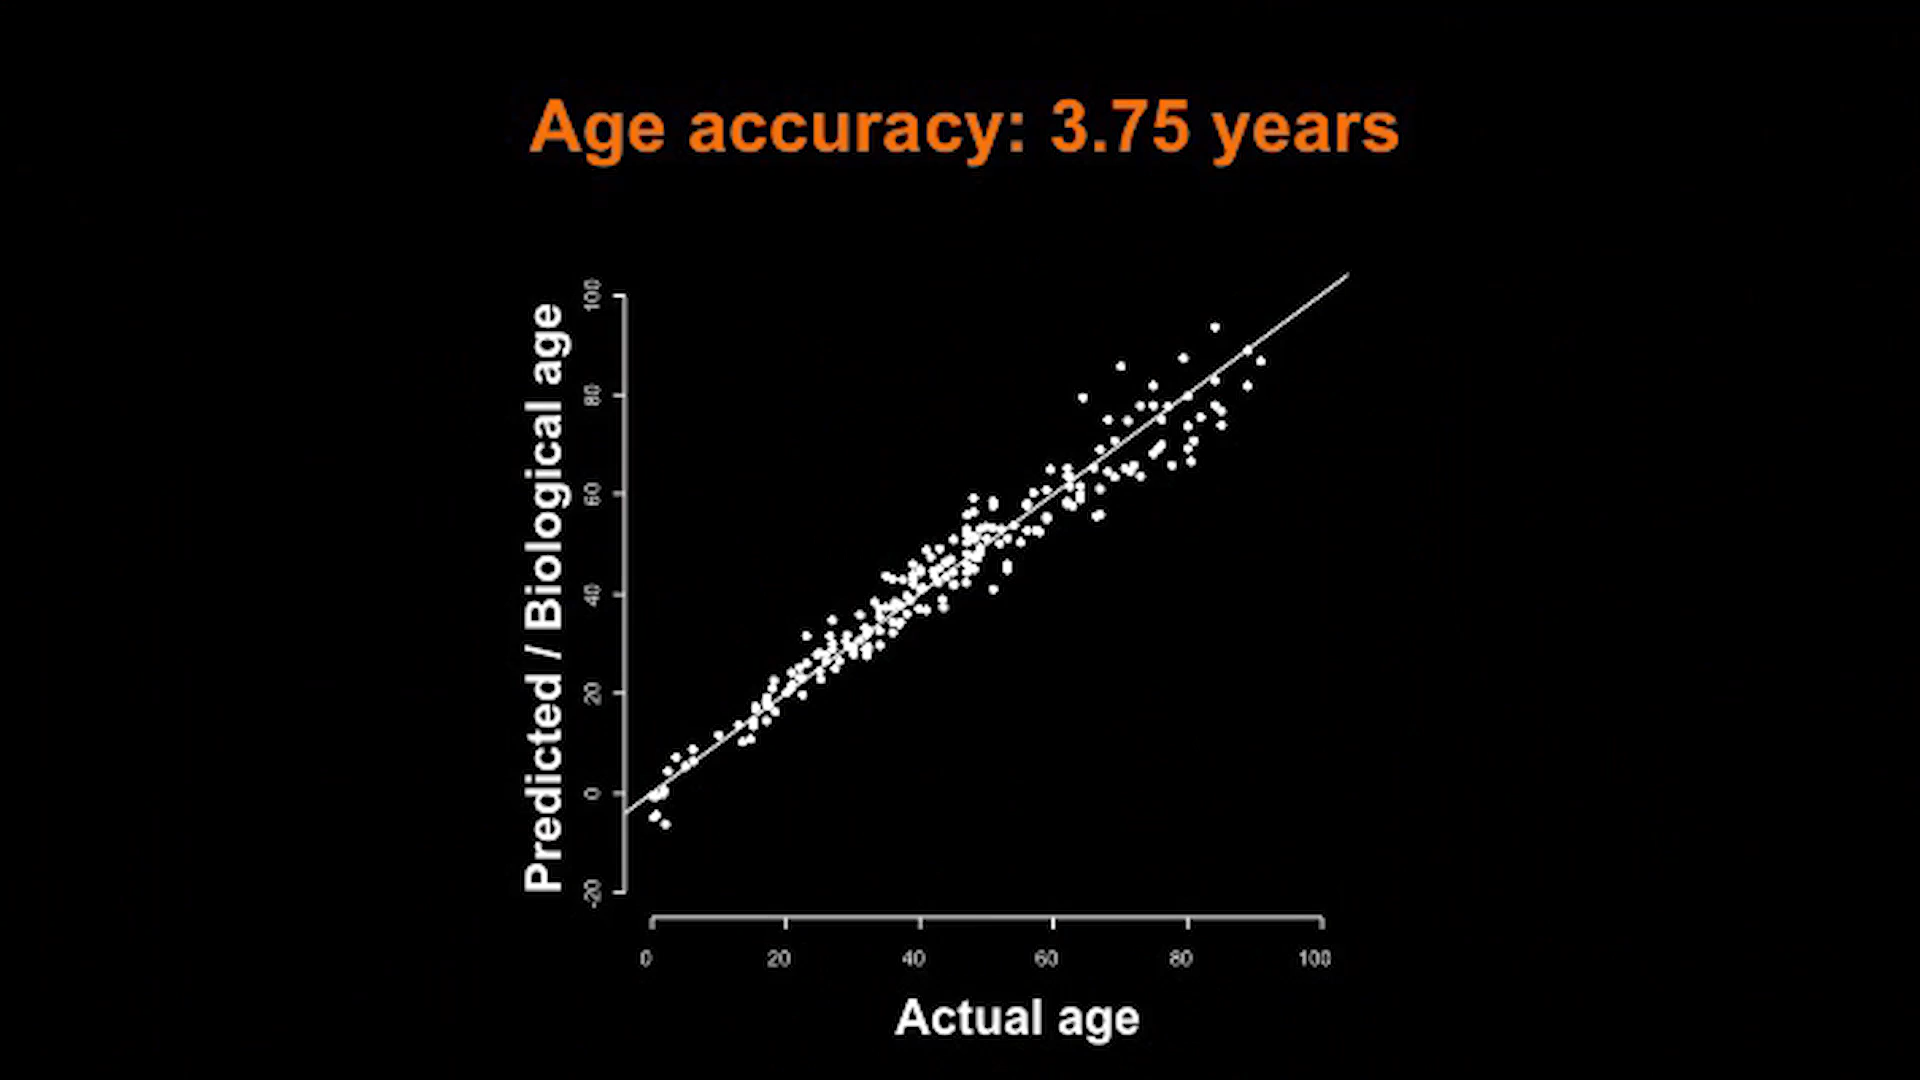 Age accuracy: 3.75 years
Predicted / Biological age
100
80
60
40
20
0
-20
0 20 40 60 80 100
Actual age